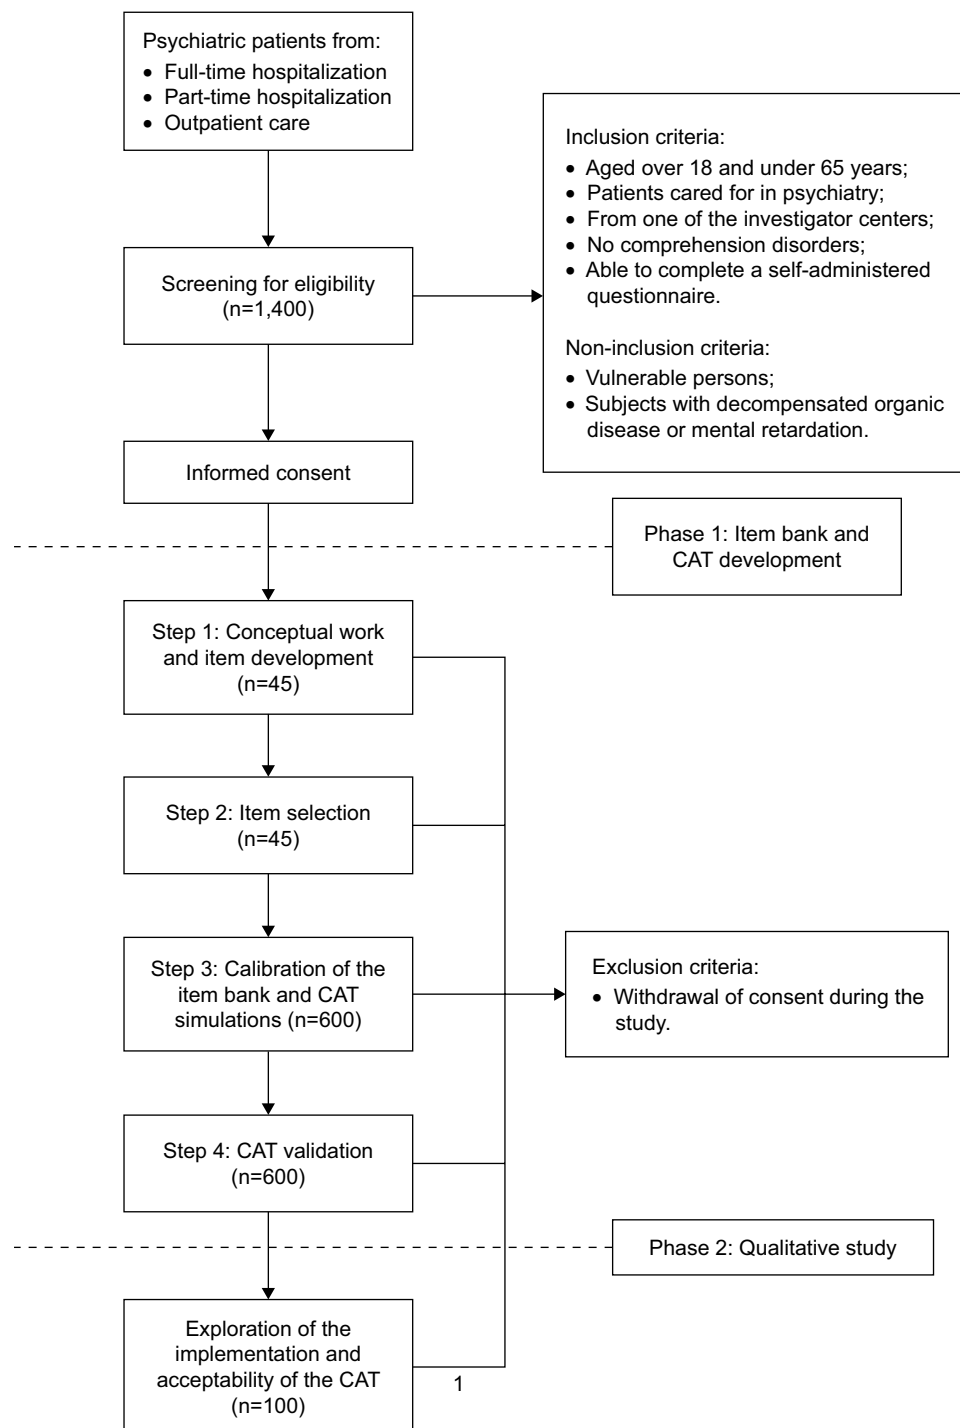 Psychiatric patients from:
• Full-time hospitalization
• Part-time hospitalization
• Outpatient care
Inclusion criteria:
• Aged over 18 and under 65 years;
• Patients cared for in psychiatry;
• From one of the investigator centers;
• No comprehension disorders;
• Able to complete a self-administered
questionnaire.
Non-inclusion criteria:
• Vulnerable persons;
• Subjects with decompensated organic
disease or mental retardation.
Screening for eligibility
(n=1,400)
Informed consent
Phase 1: Item bank and
CAT development
Step 1: Conceptual work
and item development
(n=45)
Step 2: Item selection
(n=45)
Step 3: Calibration of the
item bank and CAT
simulations (n=600)
Exclusion criteria:
• Withdrawal of consent during the
study.
Step 4: CAT validation
(n=600)
Phase 2: Qualitative study
Exploration of the
implementation and
acceptability of the CAT
(n=100)
1